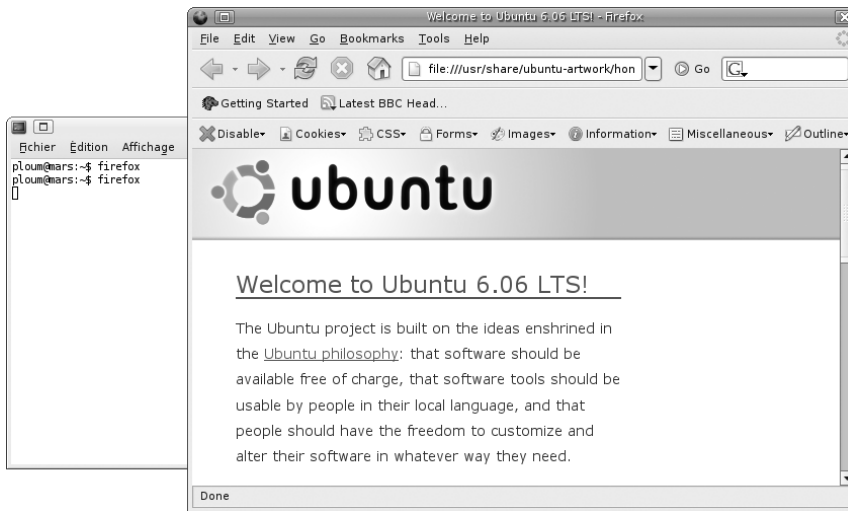 Welcome to Ubuntu 6.06 LTS! - Firefox
File Edit View Go Bookmarks Tools Help
file:///usr/share/ubuntu-artwork/hon Go G
Getting Started Latest BBC Head...
Disable Cookies CSS Forms Images Information Miscellaneous Outline
Fichier Édition Affichage
ploum@mars:~$ firefox
ploum@mars:~$ firefox
ubuntu
Welcome to Ubuntu 6.06 LTS!
The Ubuntu project is built on the ideas enshrined in
the Ubuntu philosophy: that software should be
available free of charge, that software tools should be
usable by people in their local language, and that
people should have the freedom to customize and
alter their software in whatever way they need.
Done